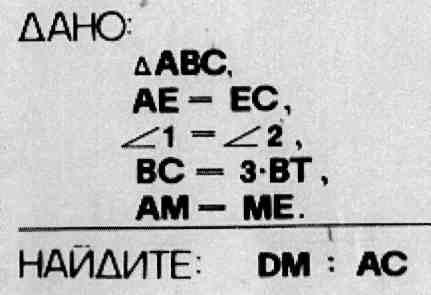 ДАНО:
△ABC,
AE = EC,
∠1 = ∠2,
BC = 3·BT,
AM = ME.
НАЙДИТЕ: DM : AC